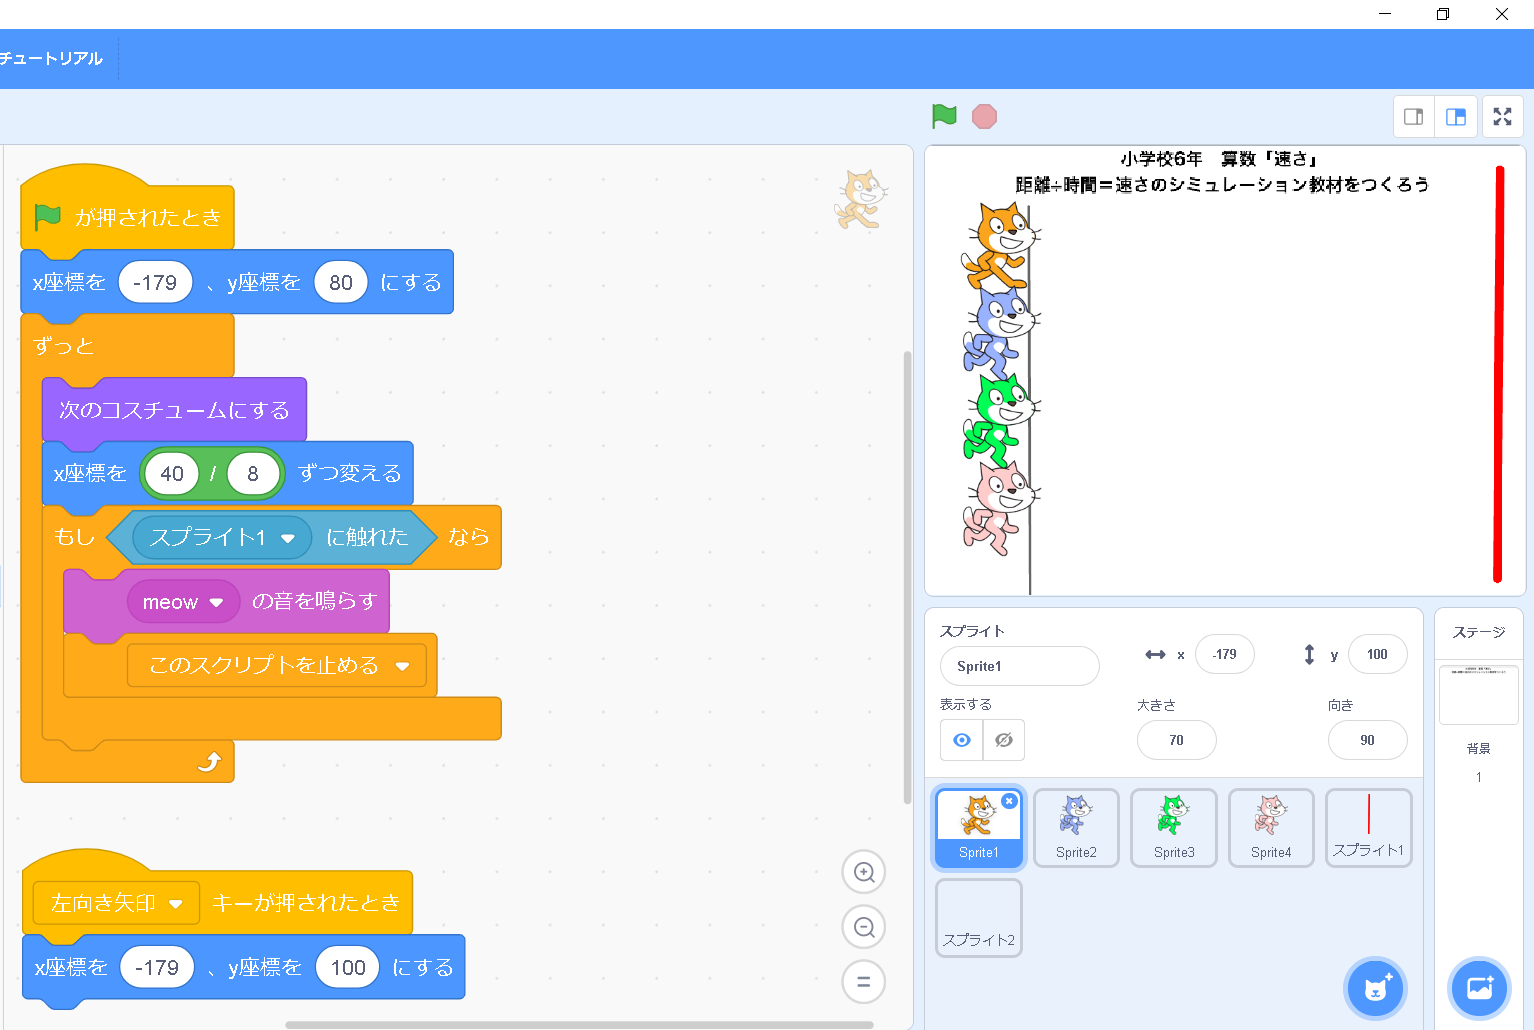 チュートリアル
が押されたとき
x座標を -179 、y座標を 80 にする
ずっと
次のコスチュームにする
x座標を 40 / 8 ずつ変える
もし スプライト1 に触れた なら
meow の音を鳴らす
このスクリプトを止める
左向き矢印 キーが押されたとき
x座標を -179 、y座標を 100 にする
小学校6年 算数「速さ」
距離÷時間＝速さのシミュレーション教材をつくろう
スプライト
Sprite1
x -179
y 100
表示する
大きさ
向き
70
90
Sprite1
Sprite2
Sprite3
Sprite4
スプライト1
スプライト2
ステージ
背景
1